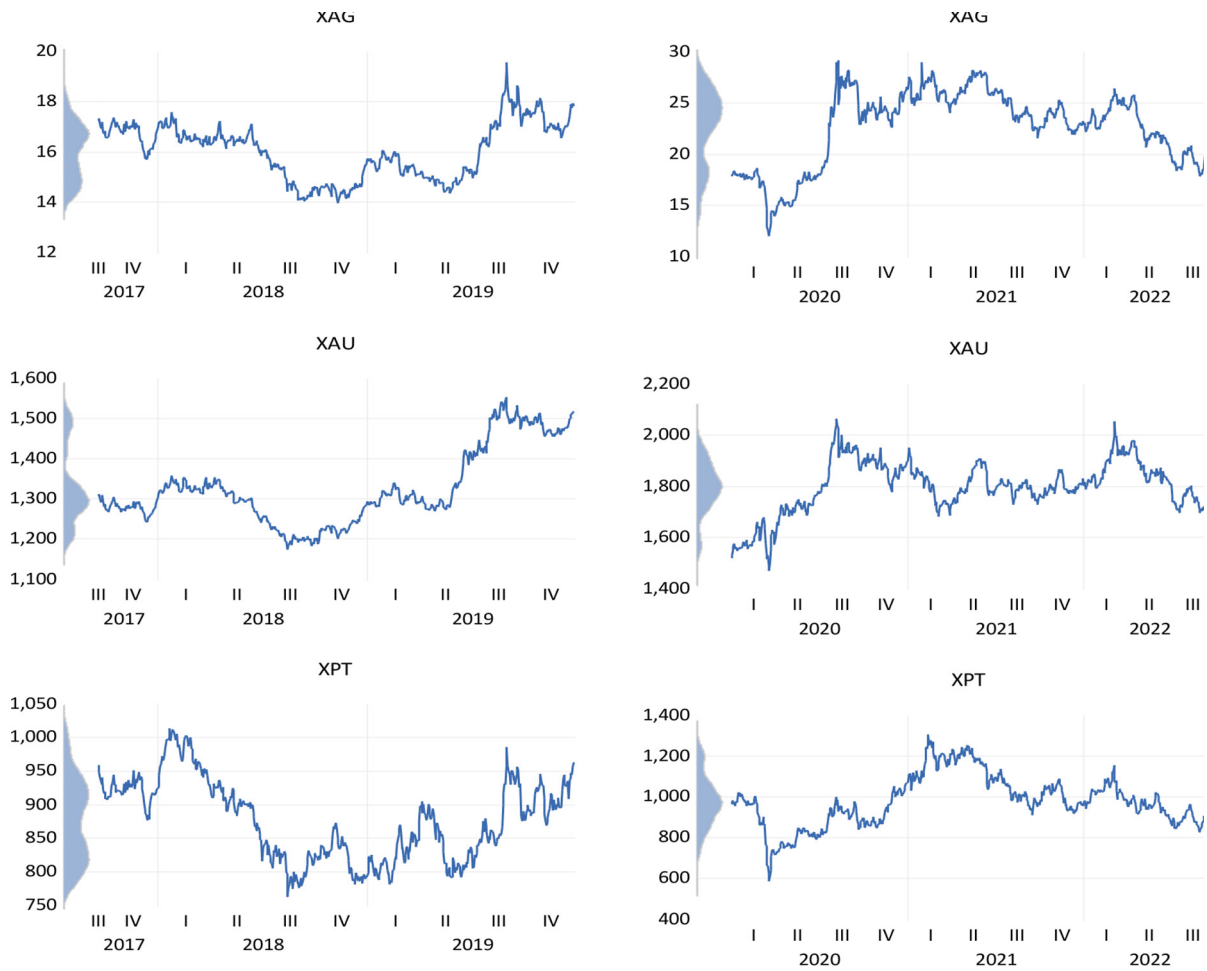 XAG
20
18
16
14
12
III IV I II III IV I II III IV
2017 2018 2019
XAG
30
25
20
15
10
I II III IV I II III IV I II III
2020 2021 2022
XAU
1,600
1,500
1,400
1,300
1,200
1,100
III IV I II III IV I II III IV
2017 2018 2019
XAU
2,200
2,000
1,800
1,600
1,400
I II III IV I II III IV I II III
2020 2021 2022
XPT
1,050
1,000
950
900
850
800
750
III IV I II III IV I II III IV
2017 2018 2019
XPT
1,400
1,200
1,000
800
600
400
I II III IV I II III IV I II III
2020 2021 2022